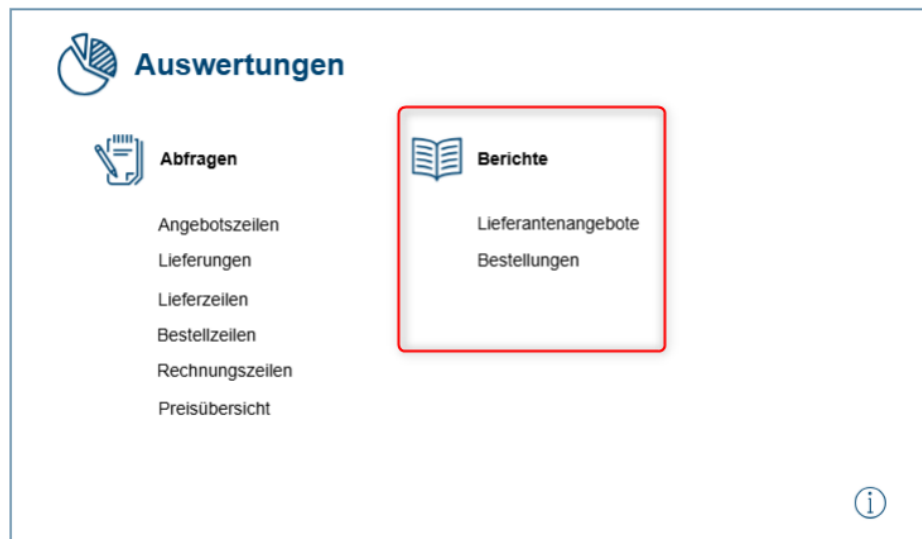 Auswertungen
Abfragen
Angebotszeilen
Lieferungen
Lieferzeilen
Bestellzeilen
Rechnungszeilen
Preisübersicht
Berichte
Lieferantenangebote
Bestellungen
i